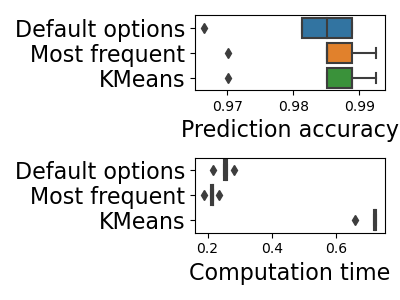 Default options
Most frequent
KMeans
0.97 0.98 0.99
Prediction accuracy
Default options
Most frequent
KMeans
0.2 0.4 0.6
Computation time